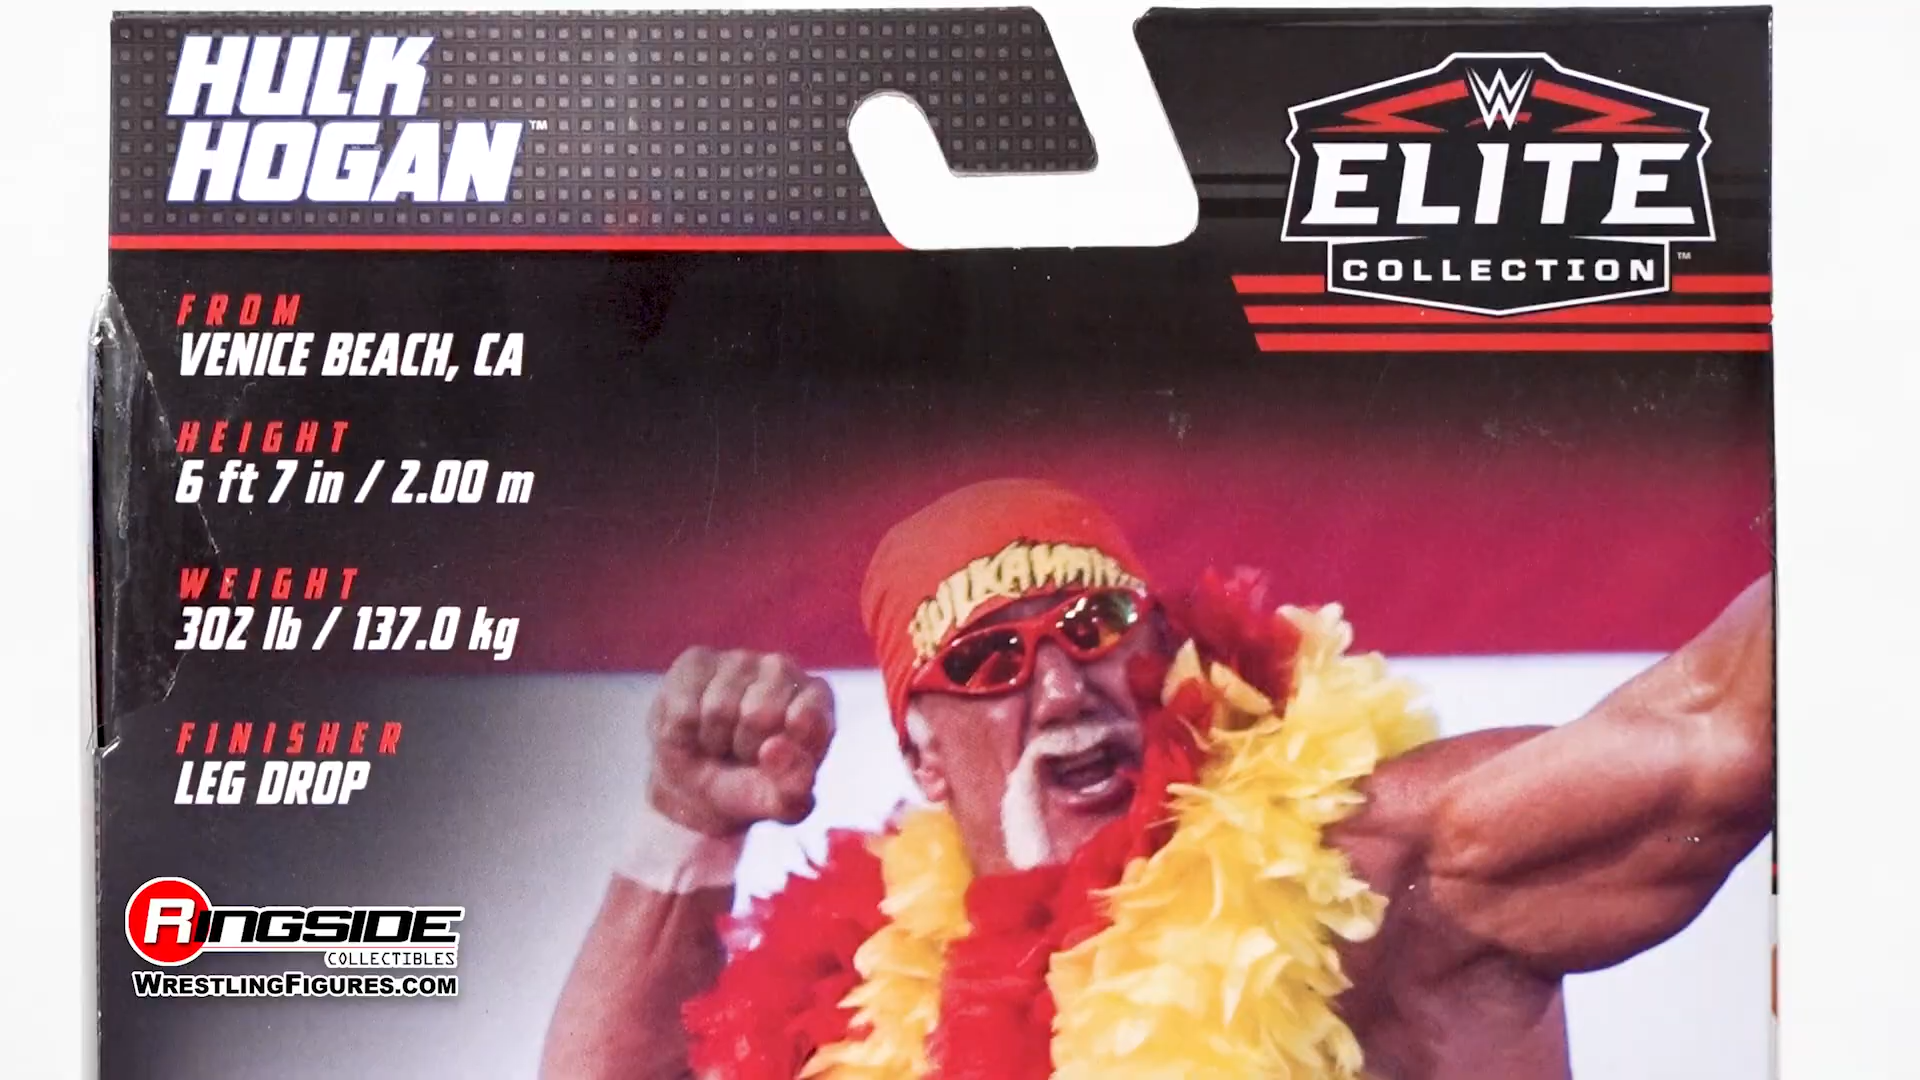 HULK
HOGAN™
W
ELITE
COLLECTION™
FROM
VENICE BEACH, CA
HEIGHT
6 ft 7 in / 2.00 m
WEIGHT
302 lb / 137.0 kg
FINISHER
LEG DROP
HULKAMANIA
RINGSIDE
COLLECTIBLES
WRESTLINGFIGURES.COM